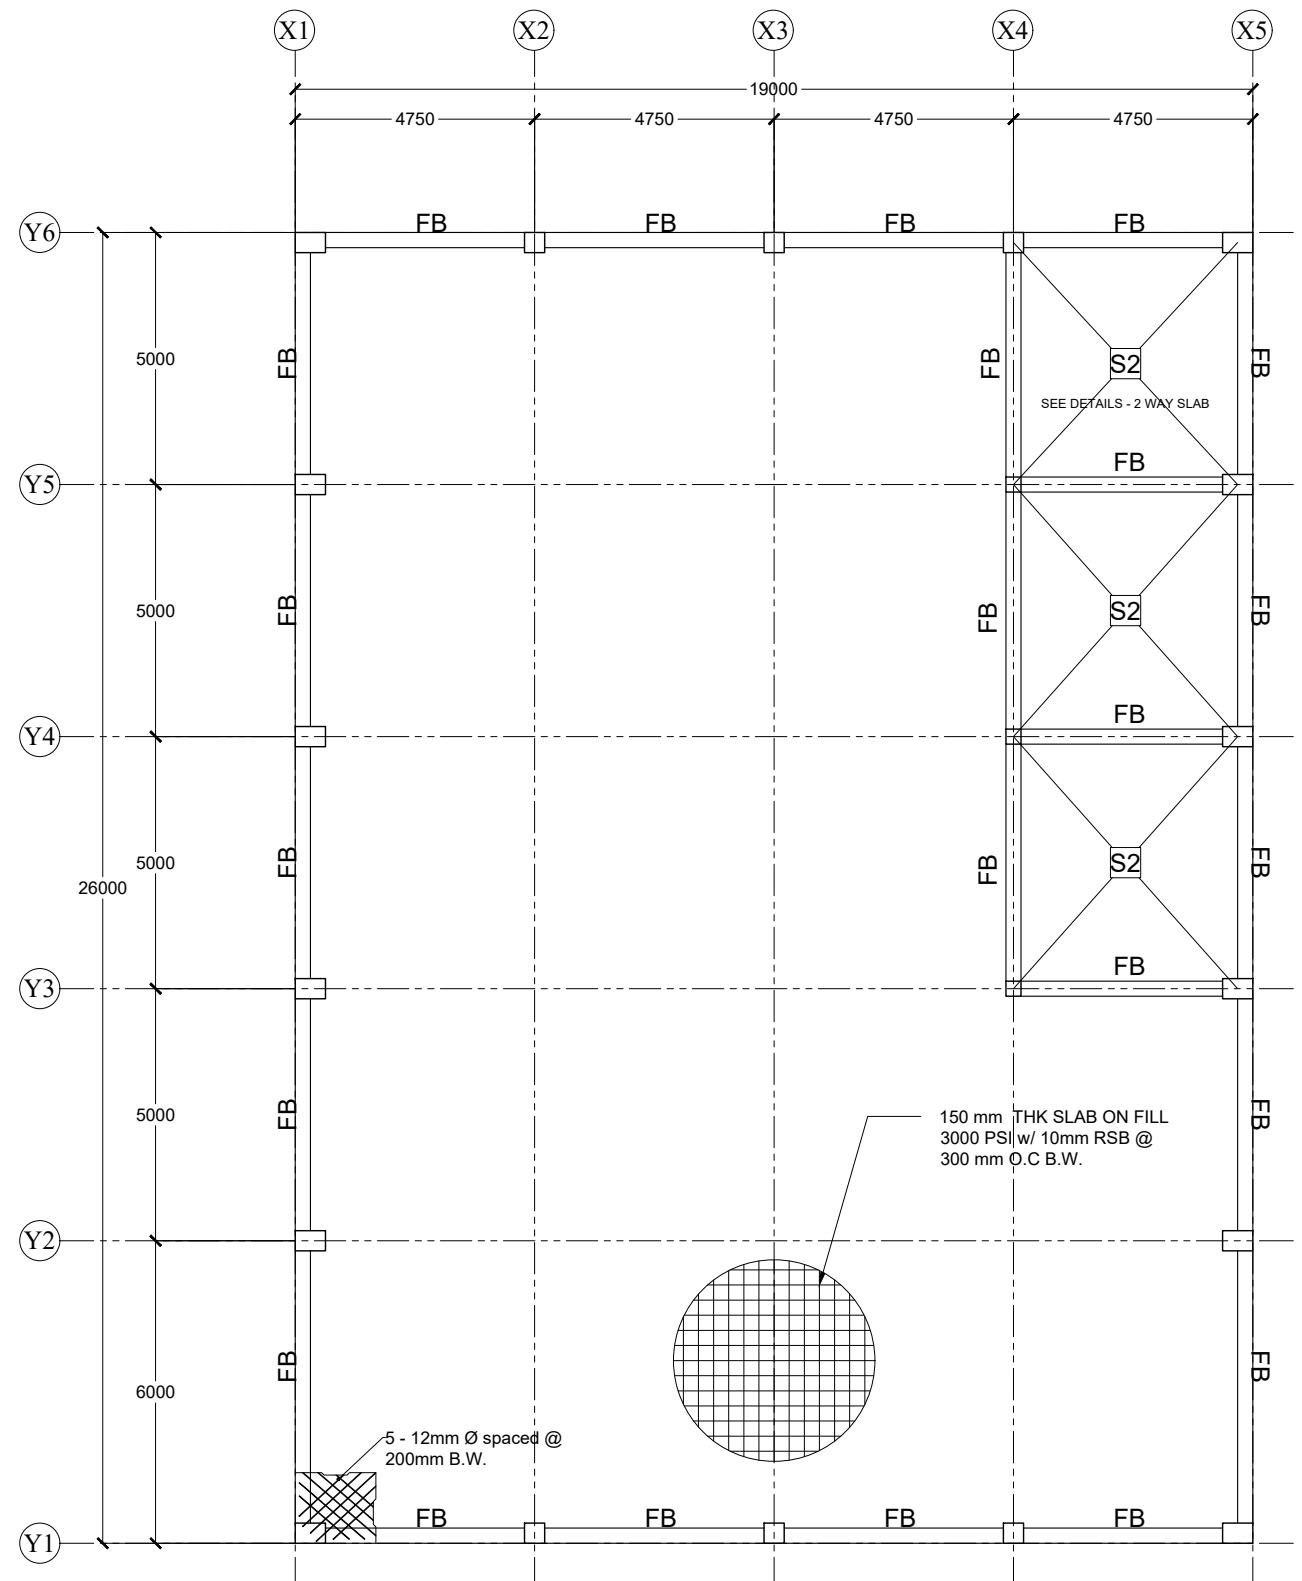 X1 X2 X3 X4 X5
19000
4750 4750 4750 4750
Y6 FB FB FB FB
5000 FB FB S2 FB
SEE DETAILS - 2 WAY SLAB
Y5 FB
5000 FB FB S2 FB
Y4 FB
5000 FB FB S2 FB
26000
Y3 FB
5000 FB FB
150 mm THK SLAB ON FILL
3000 PSI w/ 10mm RSB @
300 mm O.C B.W.
Y2
6000 FB FB
5 - 12mm Ø spaced @
200mm B.W.
Y1 FB FB FB FB